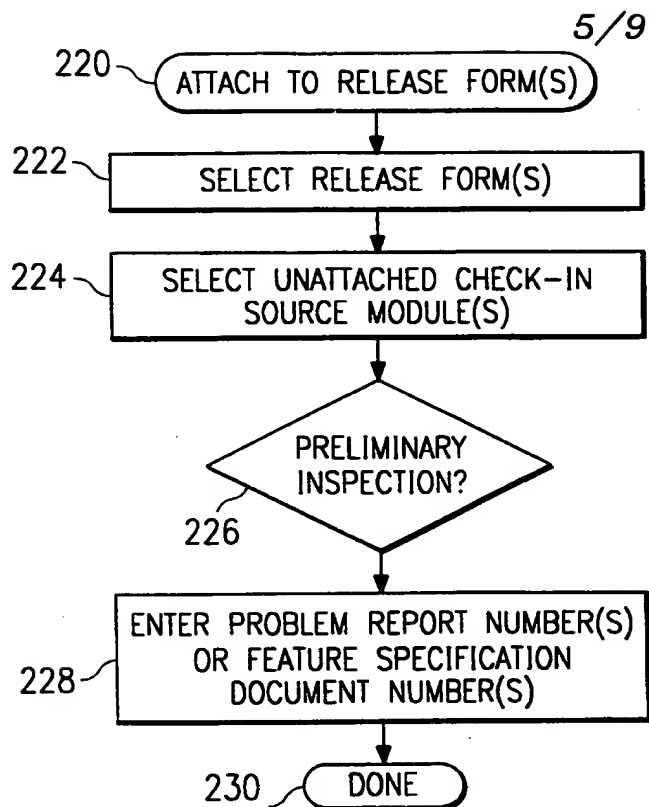 5/9
220 ATTACH TO RELEASE FORM(S)
222 SELECT RELEASE FORM(S)
224 SELECT UNATTACHED CHECK-IN
SOURCE MODULE(S)
PRELIMINARY
INSPECTION?
226
ENTER PROBLEM REPORT NUMBER(S)
OR FEATURE SPECIFICATION
228 DOCUMENT NUMBER(S)
230 DONE